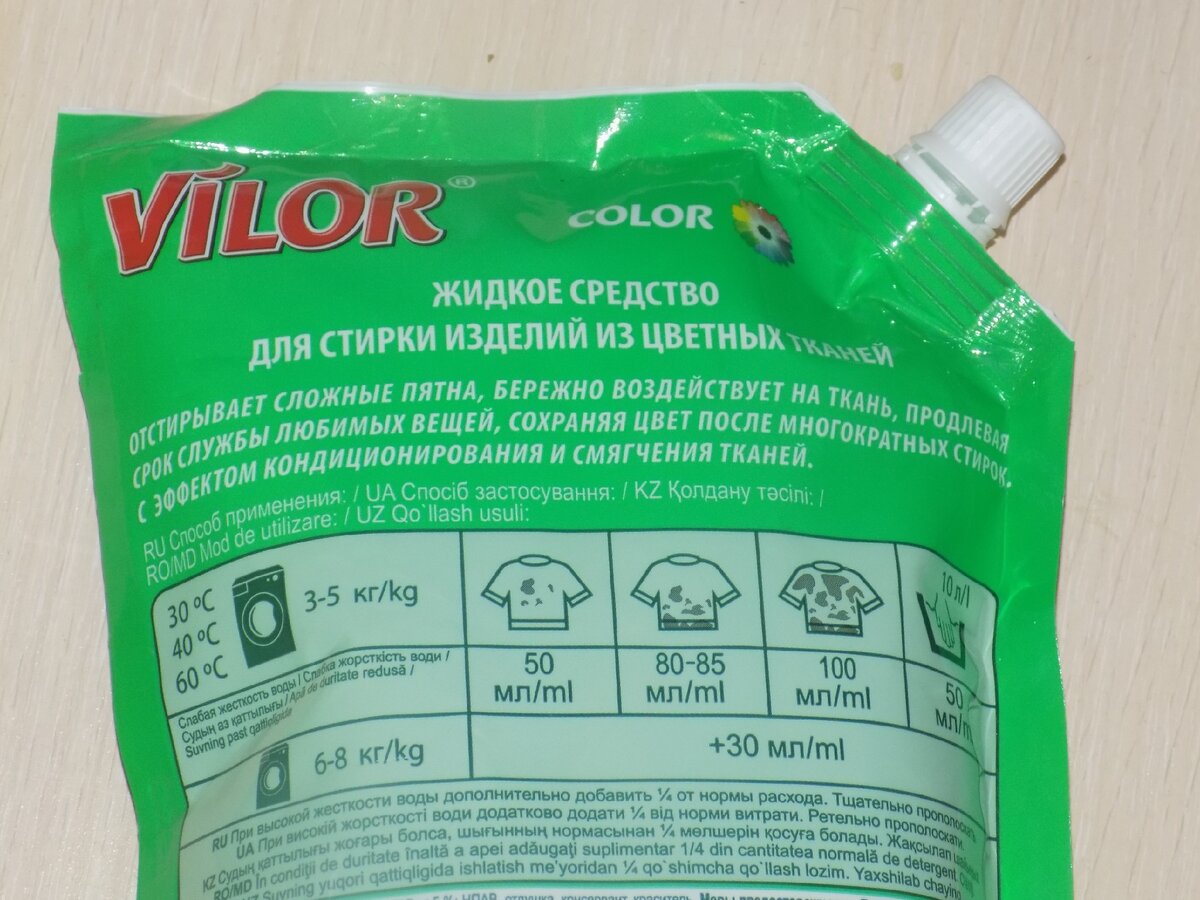 VILOR®
COLOR
ЖИДКОЕ СРЕДСТВО
ДЛЯ СТИРКИ ИЗДЕЛИЙ ИЗ ЦВЕТНЫХ ТКАНЕЙ
ОТСТИРЫВАЕТ СЛОЖНЫЕ ПЯТНА, БЕРЕЖНО ВОЗДЕЙСТВУЕТ НА ТКАНЬ, ПРОДЛЕВАЯ
СРОК СЛУЖБЫ ЛЮБИМЫХ ВЕЩЕЙ, СОХРАНЯЯ ЦВЕТ ПОСЛЕ МНОГОКРАТНЫХ СТИРОК,
С ЭФФЕКТОМ КОНДИЦИОНИРОВАНИЯ И СМЯГЧЕНИЯ ТКАНЕЙ.
RU Способ применения: / UA Спосіб застосування: / KZ Қолдану тәсілі: /
RO/MD Mod de utilizare: / UZ Qo`llash usuli:
30 ºC
40 ºC
60 ºC
3-5 кг/kg
10 л/l
Слабая жесткость воды / Слабка жорсткість води /
Судың аз қаттылығы / Apă de duritate redusă /
Suvning past qattiqligida
50 мл/ml
80-85 мл/ml
100 мл/ml
50 мл/m
6-8 кг/kg
+30 мл/ml
RU При высокой жесткости воды дополнительно добавить ¼ от нормы расхода. Тщательно прополоскать
UA При високій жорсткості води додатково додати ¼ від норми витрати. Ретельно прополоскати.
KZ Судың қаттылығы жоғары болса, шығынның нормасынан ¼ мөлшерін қосуға болады. Жақсылап
RO/MD În condiţii de duritate înaltă a apei adăugaţi suplimentar 1/4 din cantitatea normală de detergent.
Suvning yuqori qattiqligida ishlatish me'yoridan ¼ qo`shimcha qo`llash lozim. Yaxshilab